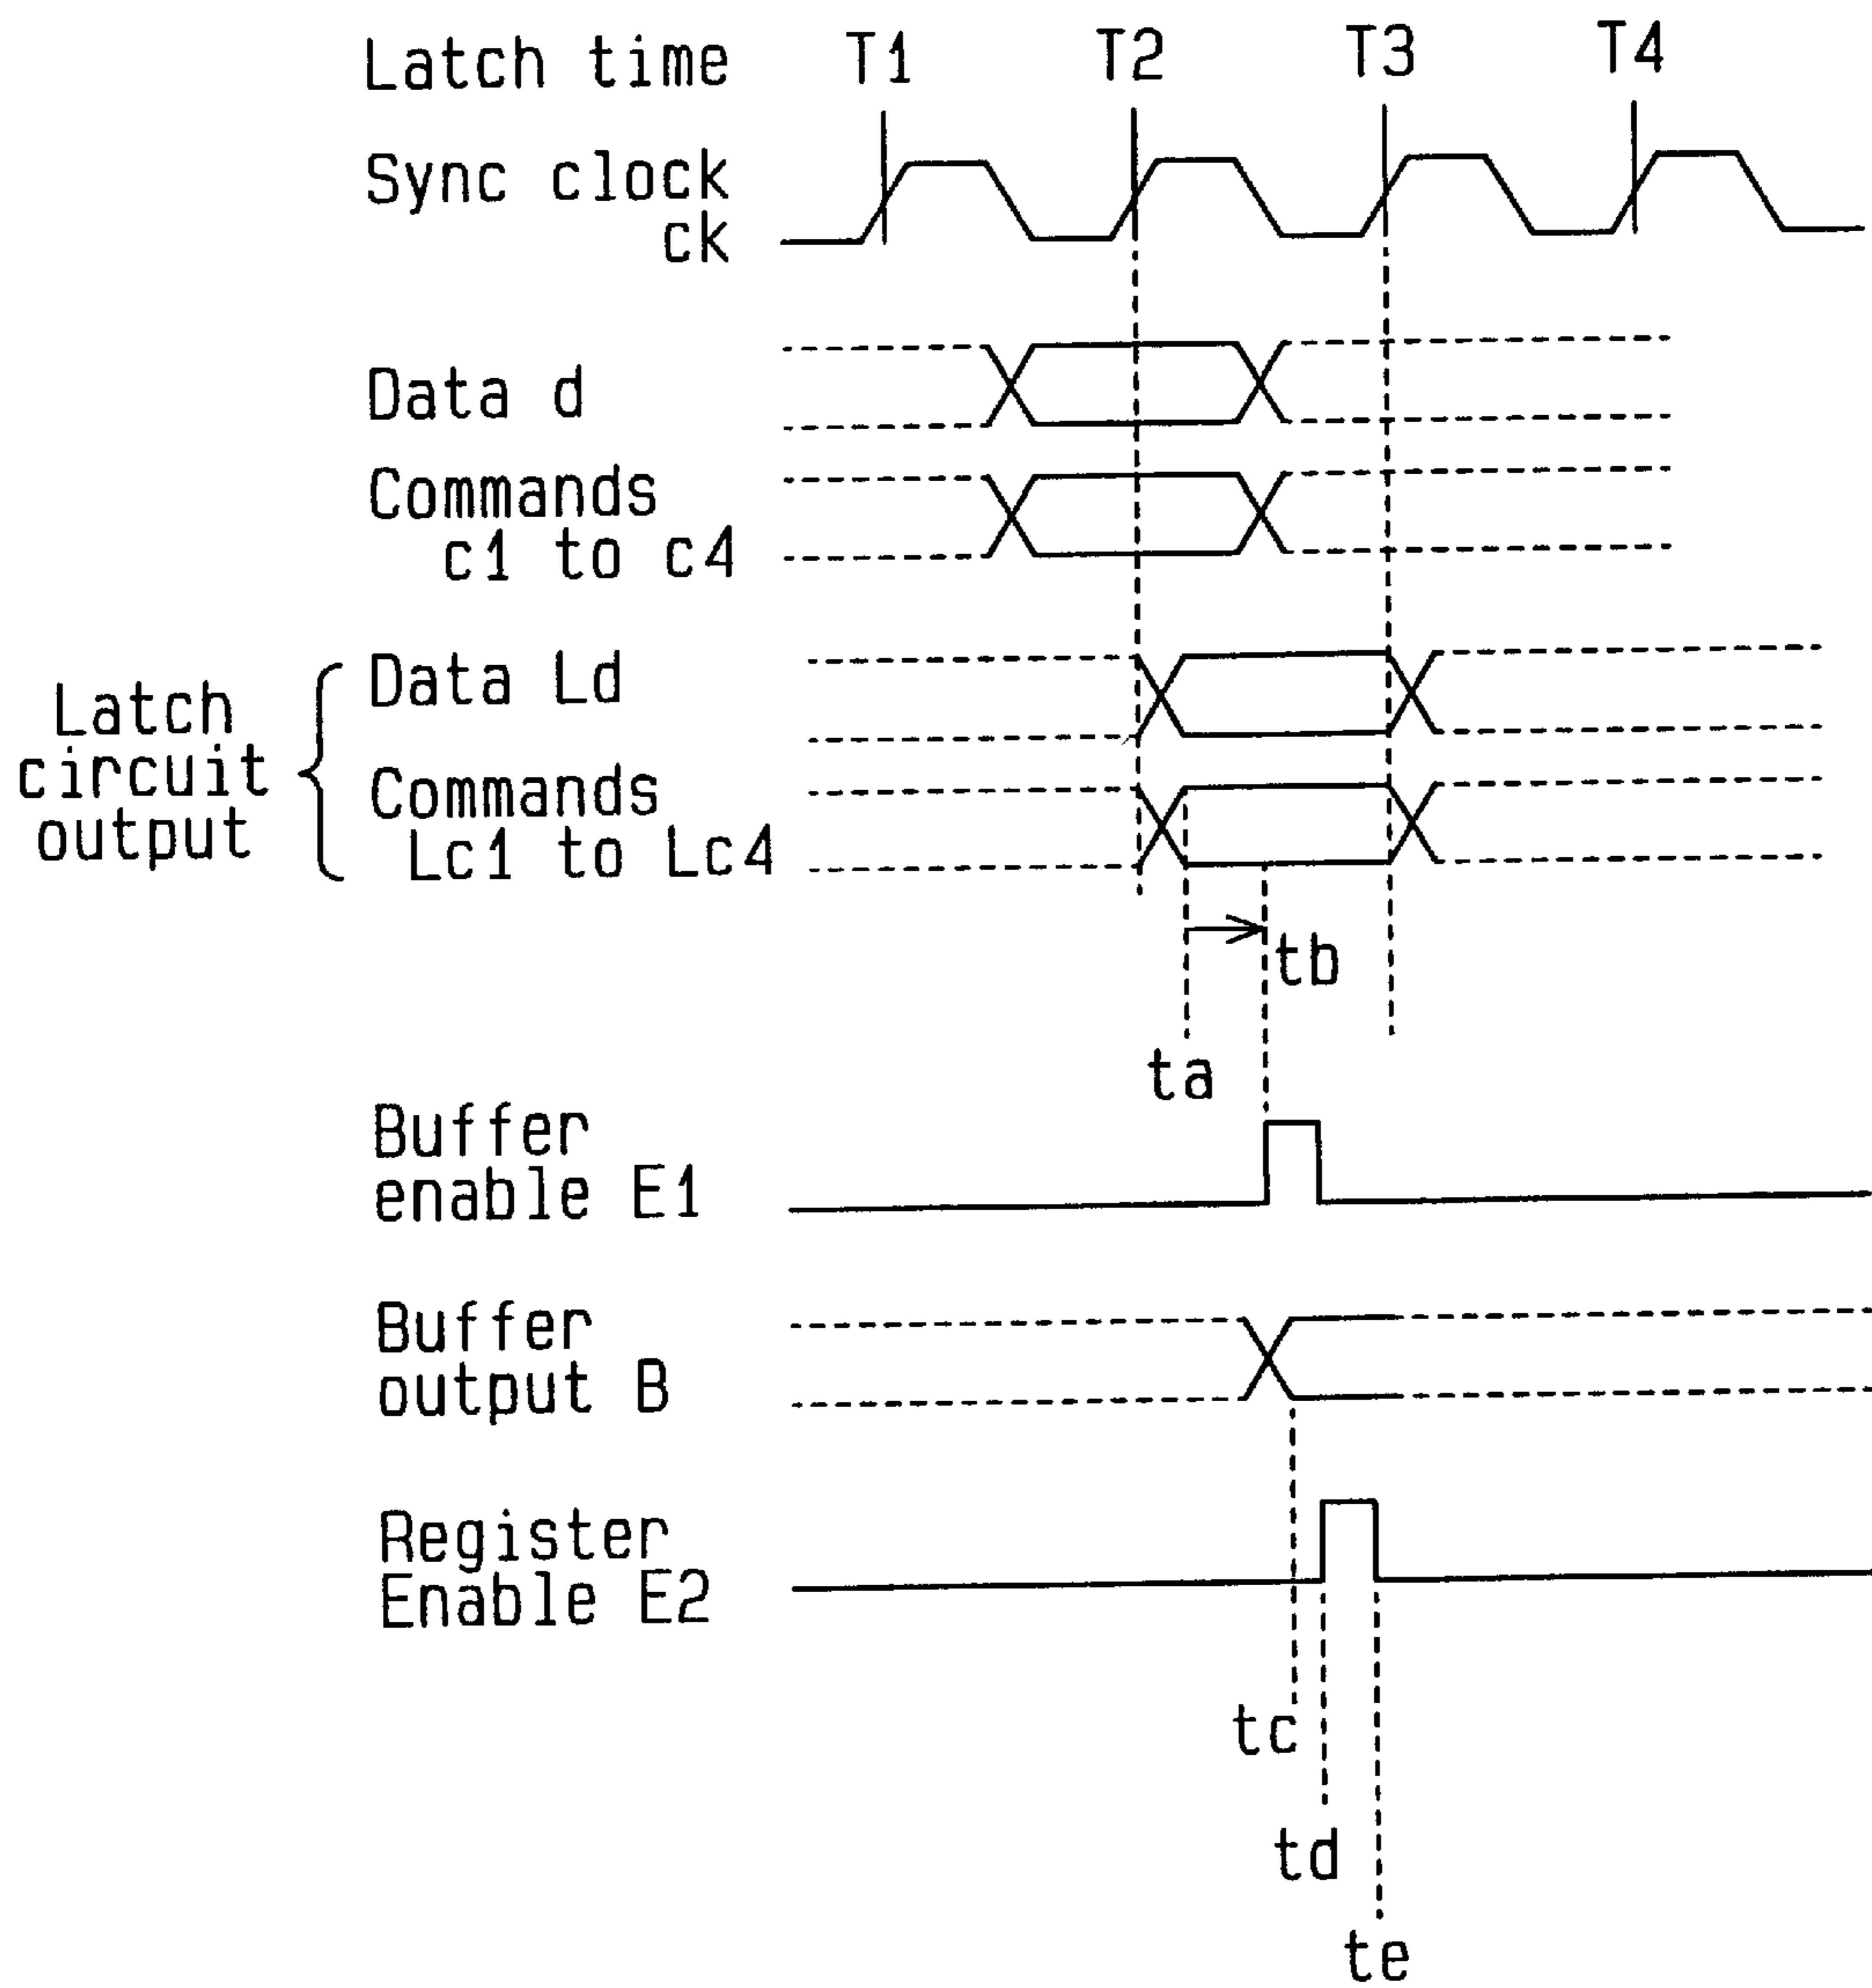 Latch time T1 T2 T3 T4
Sync clock
ck
Data d
Commands
c1 to c4
Latch
circuit
output
Data Ld
Commands
Lc1 to Lc4
tb
ta
Buffer
enable E1
Buffer
output B
Register
Enable E2
tc
td
te